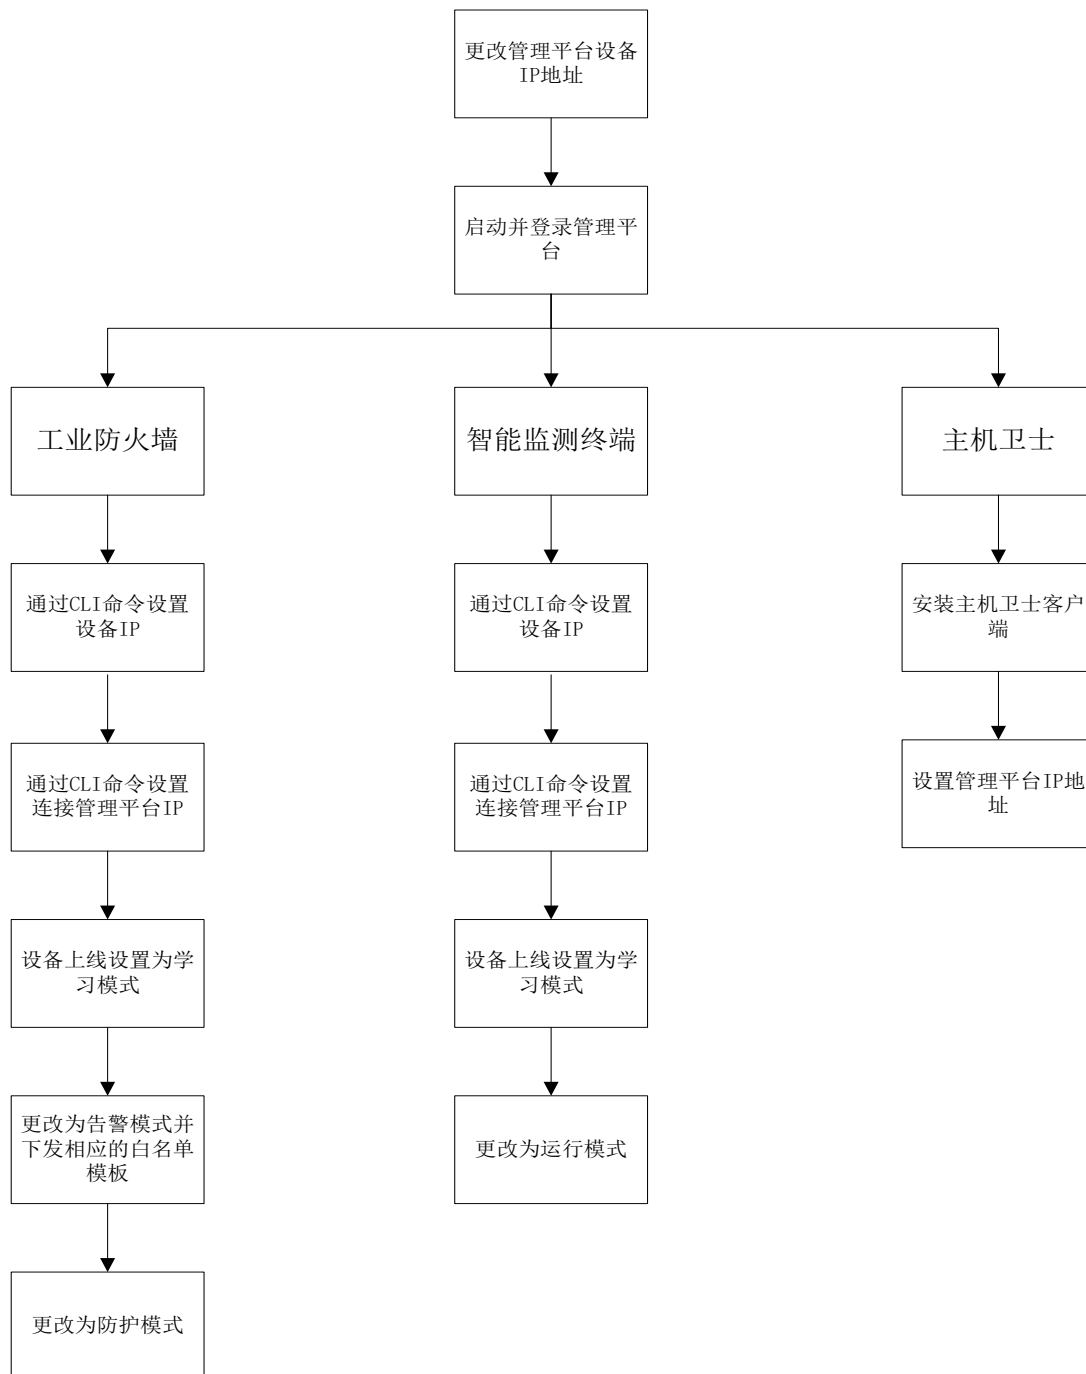 更改管理平台设备
IP地址
启动并登录管理平
台
工业防火墙
智能监测终端
主机卫士
通过CLI命令设置
设备IP
通过CLI命令设置
设备IP
安装主机卫士客户
端
通过CLI命令设置
连接管理平台IP
通过CLI命令设置
连接管理平台IP
设置管理平台IP地
址
设备上线设置为学
习模式
设备上线设置为学
习模式
更改为告警模式并
下发相应的白名单
模板
更改为运行模式
更改为防护模式